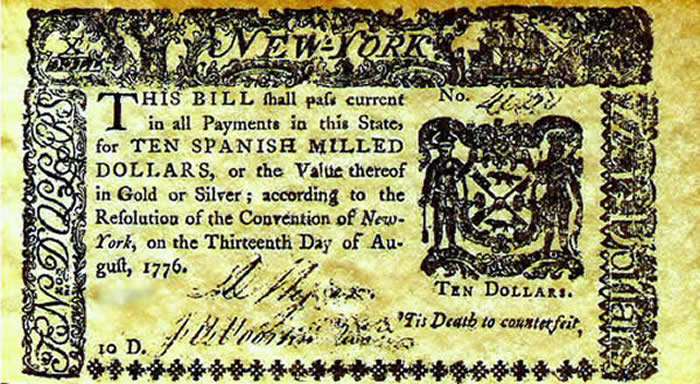 NEW-YORK
X
No.
THIS BILL ſhall paſs current
in all Payments in this State,
for TEN SPANISH MILLED
DOLLARS, or the Value thereof
in Gold or Silver; according to the
Reſolution of the Convention of New-
York, on the Thirteenth Day of Au-
guſt, 1776.
TEN DOLLARS.
'Tis Death to counterfeit,
10 D.
TEN DOLLARS